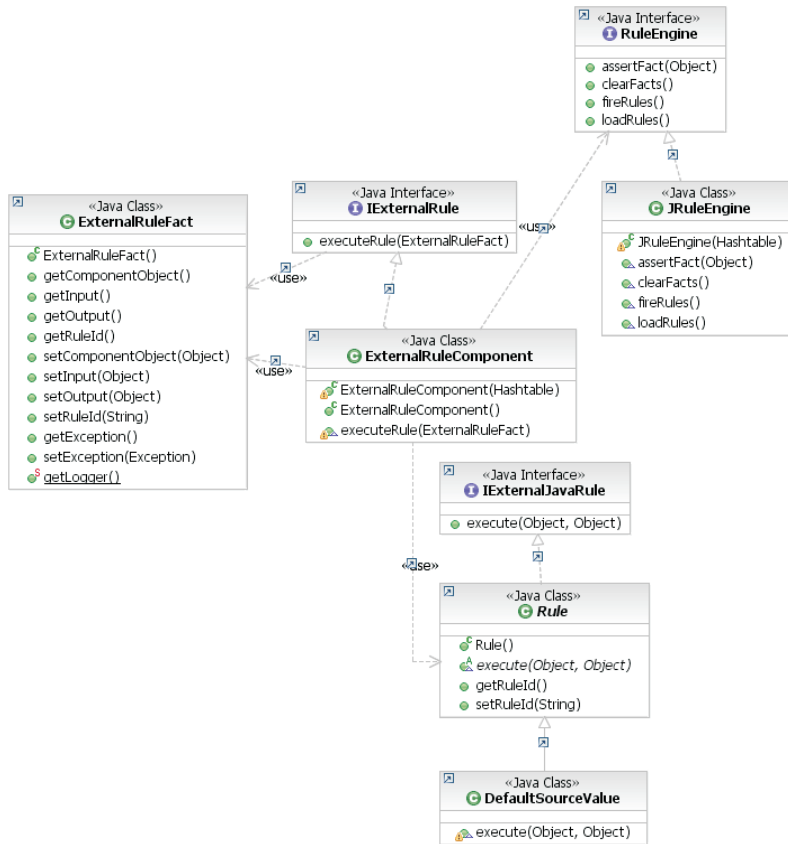 «Java Interface»
RuleEngine
assertFact(Object)
clearFacts()
fireRules()
loadRules()
«Java Class»
ExternalRuleFact
ExternalRuleFact()
getComponentObject()
getInput()
getOutput()
getRuleId()
setComponentObject(Object)
setInput(Object)
setOutput(Object)
setRuleId(String)
getException()
setException(Exception)
getLogger()
«Java Interface»
IExternalRule
executeRule(ExternalRuleFact)
«use»
«use»
«use»
«Java Class»
JRuleEngine
JRuleEngine(Hashtable)
assertFact(Object)
clearFacts()
fireRules()
loadRules()
«Java Class»
ExternalRuleComponent
ExternalRuleComponent(Hashtable)
ExternalRuleComponent()
executeRule(ExternalRuleFact)
«Java Interface»
IExternalJavaRule
execute(Object, Object)
«use»
«Java Class»
Rule
Rule()
execute(Object, Object)
getRuleId()
setRuleId(String)
«Java Class»
DefaultSourceValue
execute(Object, Object)